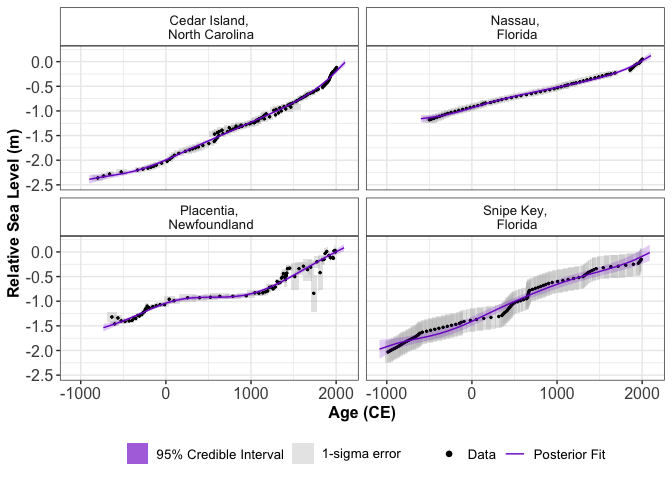 Cedar Island,
North Carolina
Nassau,
Florida
0.0
-0.5
-1.0
-1.5
-2.0
-2.5
Placentia,
Newfoundland
Snipe Key,
Florida
0.0
-0.5
-1.0
-1.5
-2.0
-2.5
Relative Sea Level (m)
-1000 0 1000 2000 -1000 0 1000 2000
Age (CE)
95% Credible Interval 1-sigma error Data Posterior Fit